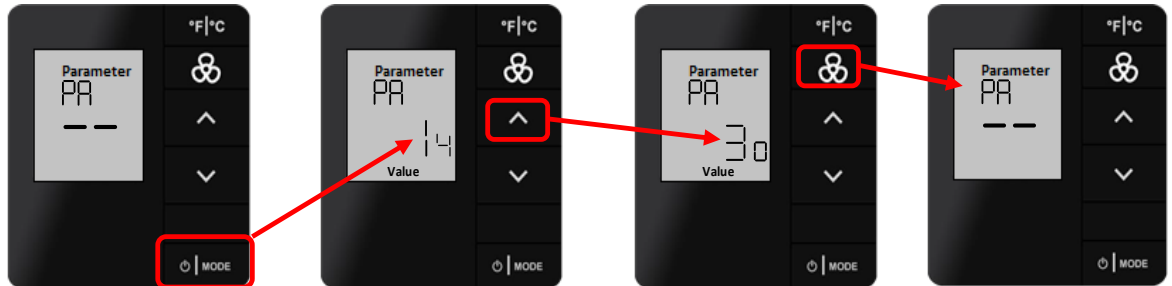 °F|°C
Parameter
PA
--
MODE
°F|°C
Parameter
PA
14
Value
MODE
°F|°C
Parameter
PA
30
Value
MODE
°F|°C
Parameter
PA
--
MODE